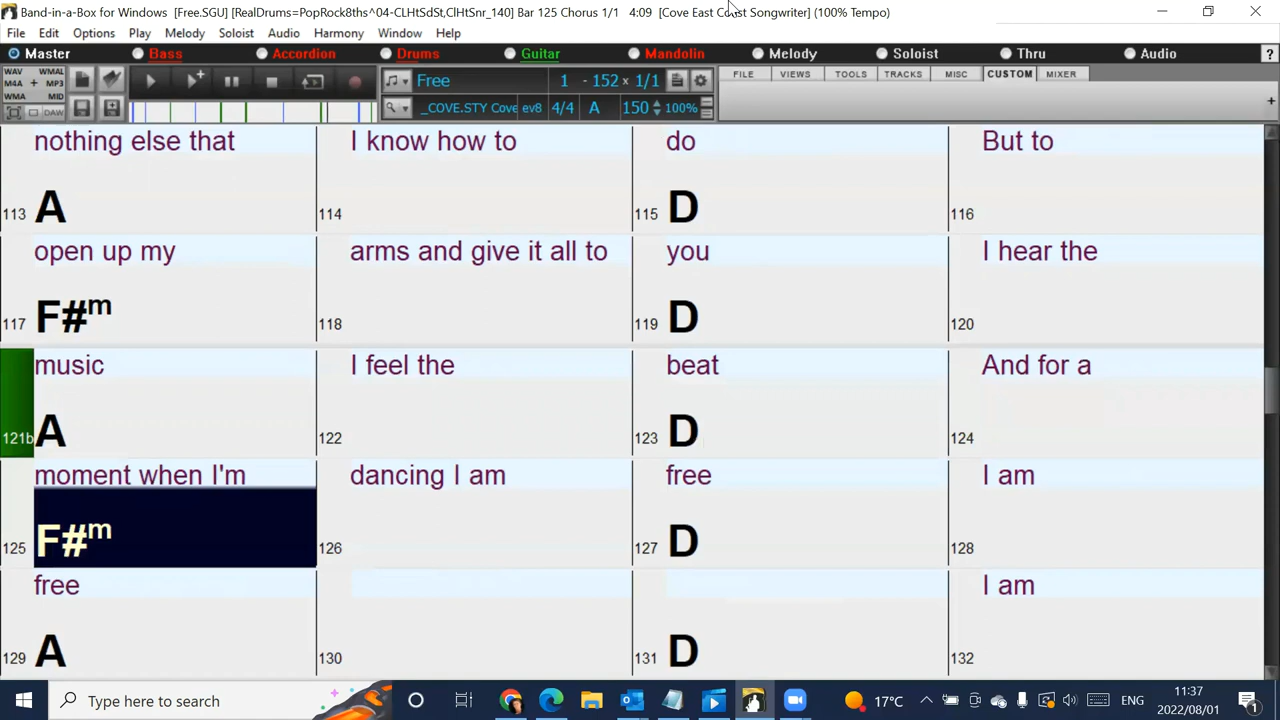 Band-in-a-Box for Windows [Free.SGU] [RealDrums=PopRock8ths^04-CLHtSdSt,ClHtSnr_140] Bar 125 Chorus 1/1 4:09 [Cove East Coast Songwriter] (100% Tempo)
File Edit Options Play Melody Soloist Audio Harmony Window Help
Master Bass Accordion Drums Guitar Mandolin Melody Soloist Thru Audio ?
WAV WMAL
M4A + MP3
WMA MID
DAW
Free 1 - 152 x 1/1
_COVE.STY Cove ev8 4/4 A 150 100%
FILE VIEWS TOOLS TRACKS MISC CUSTOM MIXER
+
nothing else that I know how to do But to
113 A 114 115 D 116
open up my arms and give it all to you I hear the
117 F#m 118 119 D 120
music I feel the beat And for a
121b A 122 123 D 124
moment when I'm dancing I am free I am
125 F#m 126 127 D 128
free I am
129 A 130 131 D 132
Type here to search
17°C ENG 11:37
2022/08/01
1